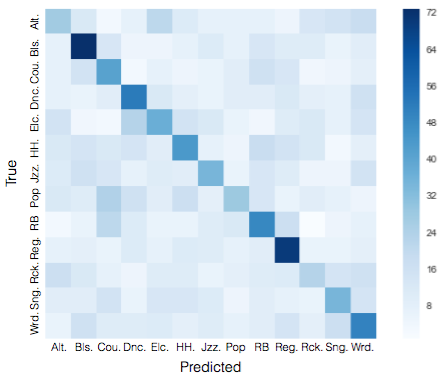 True
Alt.
Bls.
Cou.
Dnc.
Elc.
HH.
Jzz.
Pop
RB
Reg.
Rck.
Sng.
Wrd.
Alt. Bls. Cou. Dnc. Elc. HH. Jzz. Pop RB Reg. Rck. Sng. Wrd.
Predicted
72
64
56
48
40
32
24
16
8